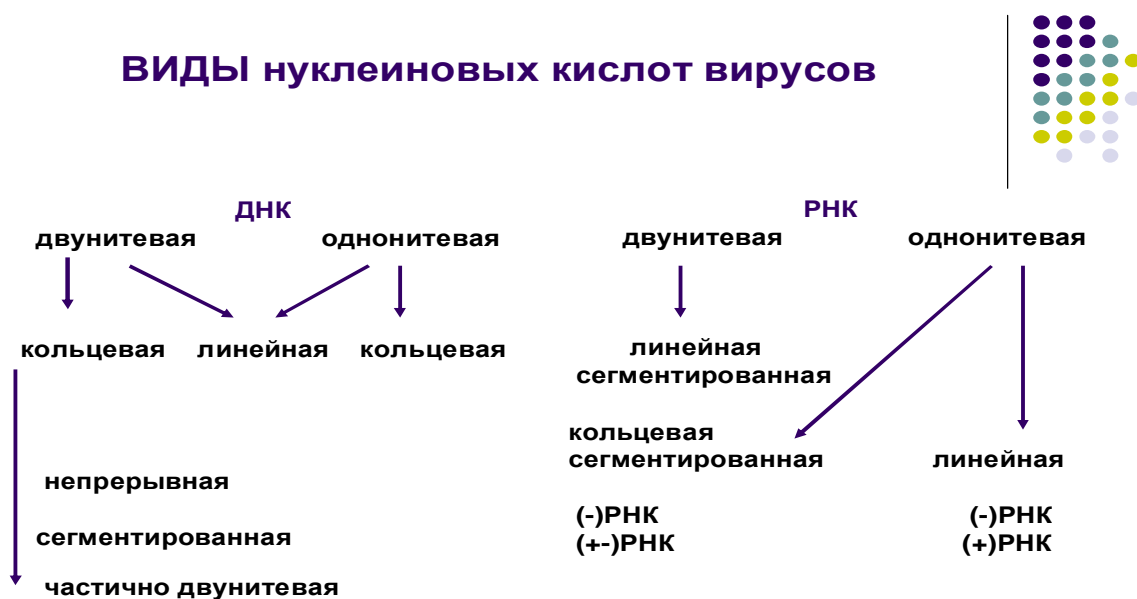 ВИДЫ нуклеиновых кислот вирусов
ДНК
двунитевая однонитевая
кольцевая линейная кольцевая
непрерывная
сегментированная
частично двунитевая
РНК
двунитевая однонитевая
линейная
сегментированная
кольцевая
сегментированная
(-)РНК
(+-)РНК
линейная
(-)РНК
(+)РНК